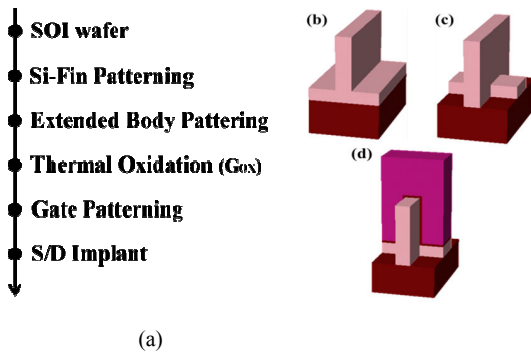 SOI wafer
Si-Fin Patterning
Extended Body Pattering
Thermal Oxidation (Gox)
Gate Patterning
S/D Implant
(a)
(b)
(c)
(d)